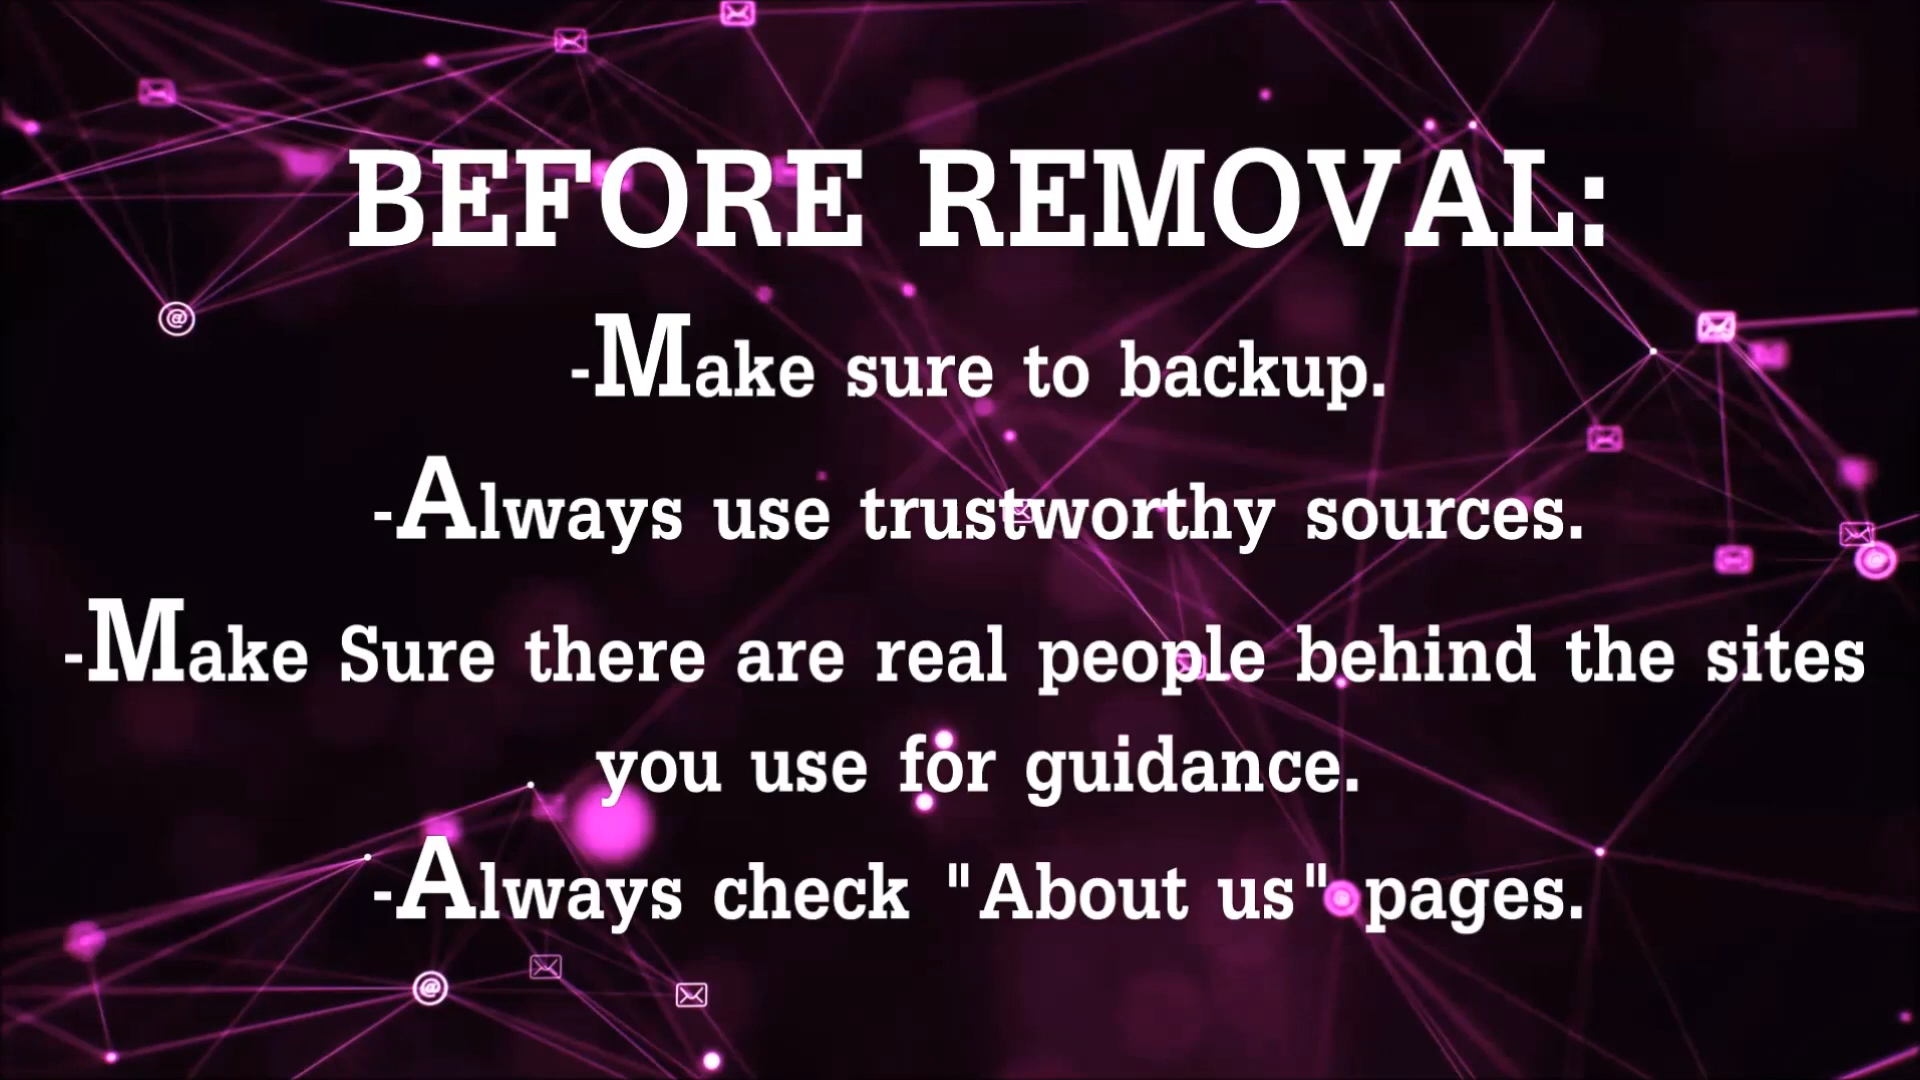 BEFORE REMOVAL:
-Make sure to backup.
-Always use trustworthy sources.
-Make Sure there are real people behind the sites
you use for guidance.
-Always check "About us" pages.